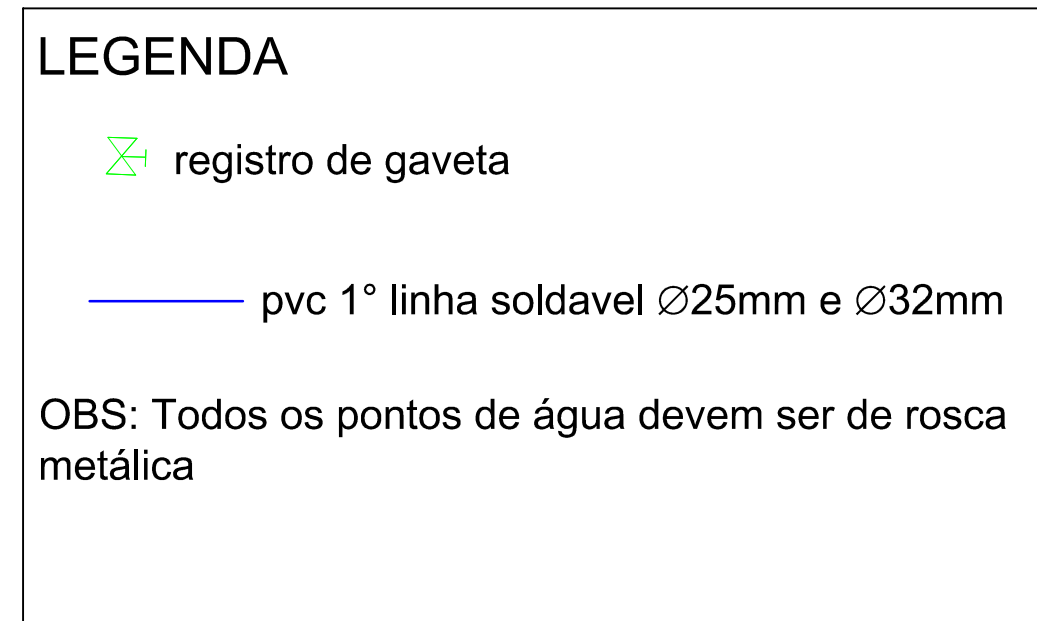 LEGENDA
registro de gaveta
pvc 1° linha soldavel ∅25mm e ∅32mm
OBS: Todos os pontos de água devem ser de rosca
metálica